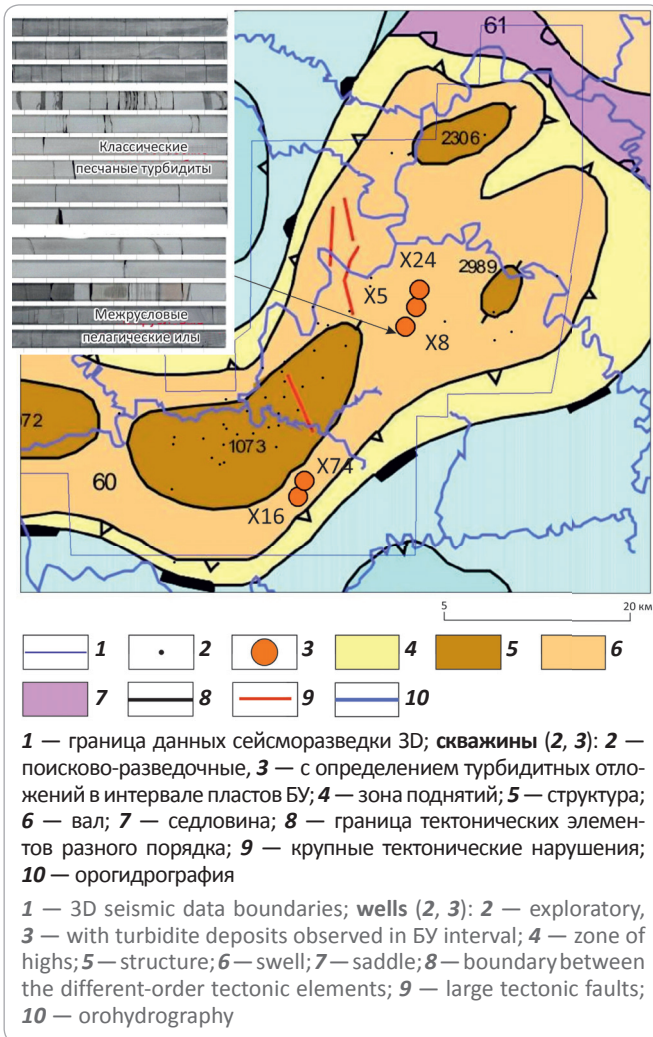 61
Классические
песчаные турбидиты
2306
X24
2989
X5
X8
Межрусловые
пелагические илы
072
1073
X74
60
X16
5 20 км
1 2 3 4 5 6
7 8 9 10
1 — граница данных сейсморазведки 3D; скважины (2, 3): 2 —
поисково-разведочные, 3 — с определением турбидитных отло-
жений в интервале пластов БУ; 4 — зона поднятий; 5 — структура;
6 — вал; 7 — седловина; 8 — граница тектонических элемен-
тов разного порядка; 9 — крупные тектонические нарушения;
10 — орогидрография
1 — 3D seismic data boundaries; wells (2, 3): 2 — exploratory,
3 — with turbidite deposits observed in БУ interval; 4 — zone of
highs; 5 — structure; 6 — swell; 7 — saddle; 8 — boundary between
the different-order tectonic elements; 9 — large tectonic faults;
10 — orohydrography